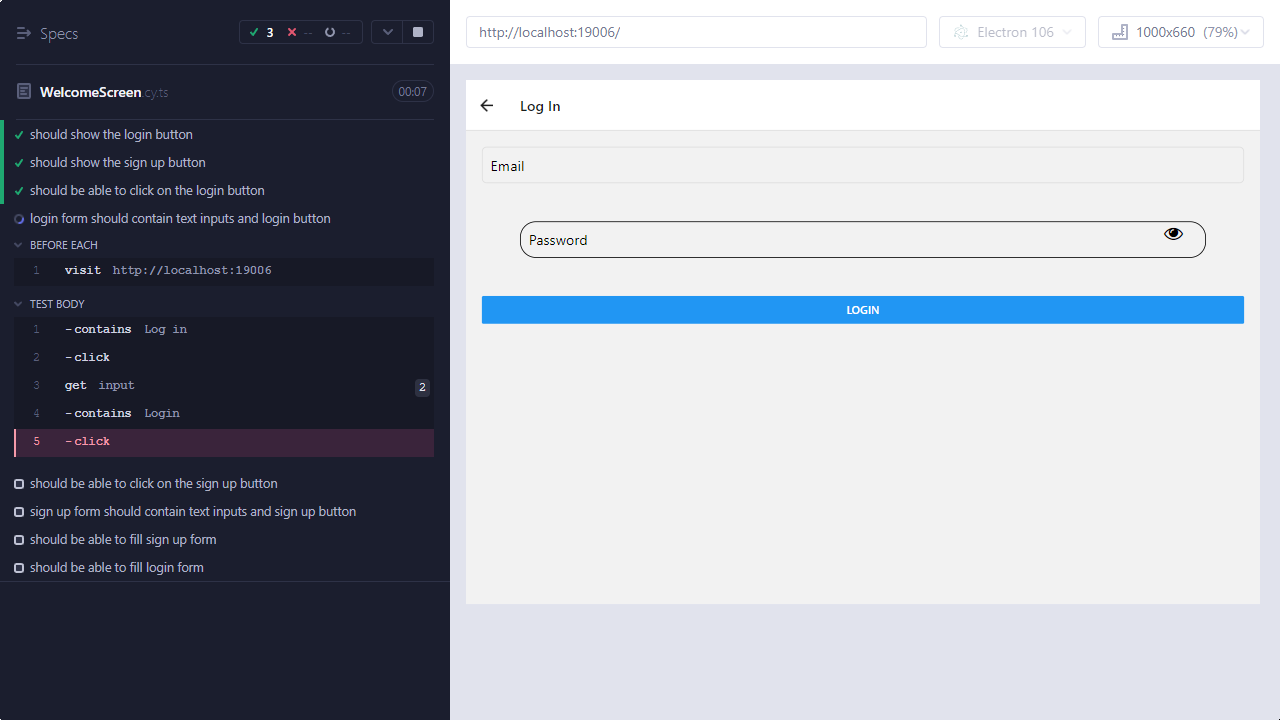 Specs
3 -- --
WelcomeScreen.cy.ts 00:07
should show the login button
should show the sign up button
should be able to click on the login button
login form should contain text inputs and login button
BEFORE EACH
1 visit http://localhost:19006
TEST BODY
1 -contains Log in
2 -click
3 get input 2
4 -contains Login
5 -click
should be able to click on the sign up button
sign up form should contain text inputs and sign up button
should be able to fill sign up form
should be able to fill login form
http://localhost:19006/ Electron 106 1000x660 (79%)
Log In
Email
Password
LOGIN